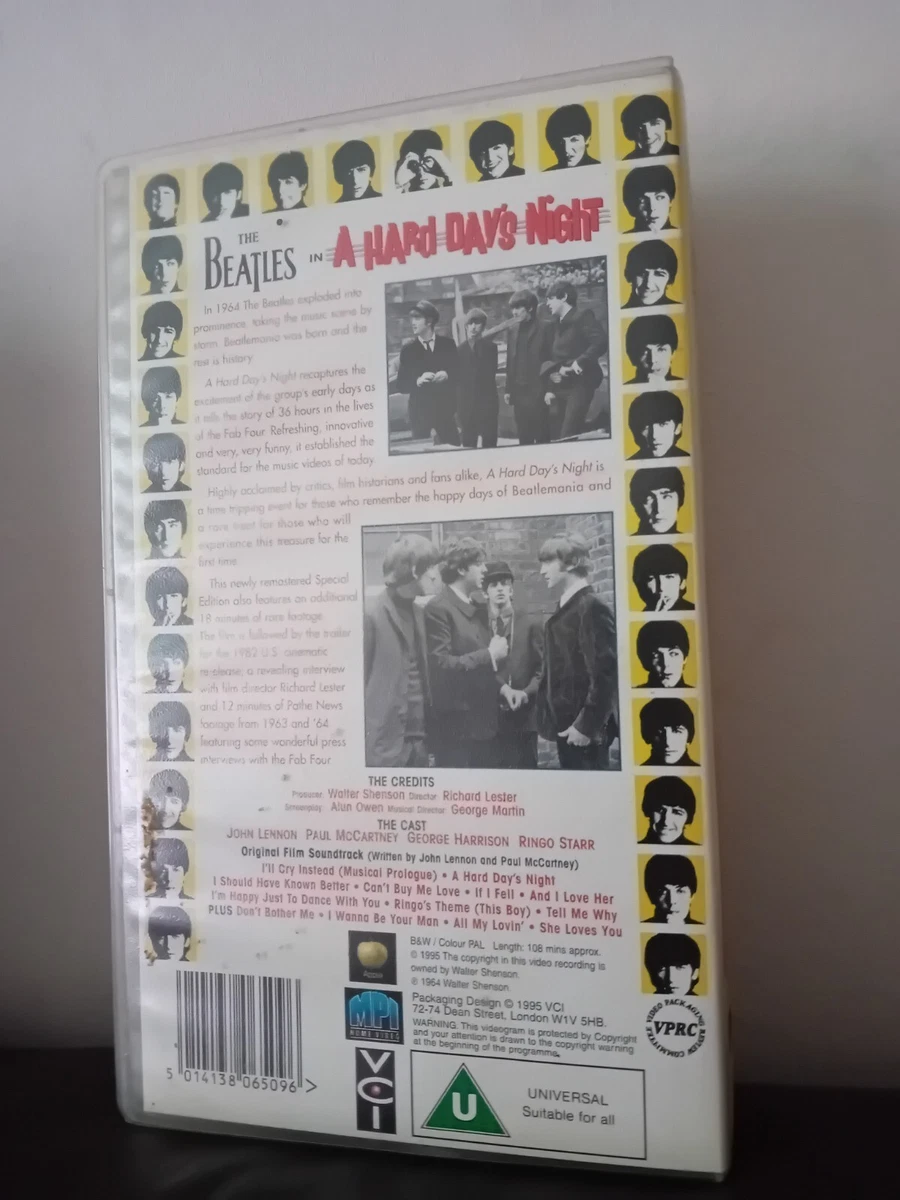 THE
BEATLES IN A HARD DAY'S NIGHT
In 1964 The Beatles exploded into
prominence, taking the music scene by
storm. Beatlemania was born and the
rest is history.
A Hard Day's Night recaptures the
excitement of the group's early days as
it tells the story of 36 hours in the lives
of the Fab Four. Refreshing, innovative
and very, very funny, it established the
standard for the music videos of today.
Highly acclaimed by critics, film historians and fans alike, A Hard Day's Night is
a time tripping event for those who remember the happy days of Beatlemania and
a rare treat for those who will
experience this treasure for the
first time.
This newly remastered Special
Edition also features an additional
18 minutes of rare footage.
The film is followed by the trailer
for the 1982 U.S. cinematic
re-please, a revealing interview
with film director Richard Lester
and 12 minutes of Pathe News
footage from 1963 and '64
featuring some wonderful press
interviews with the Fab Four.
THE CREDITS
Producer: Walter Shenson Director: Richard Lester
Screenplay: Alun Owen Musical Director: George Martin
THE CAST
JOHN LENNON PAUL MCCARTNEY GEORGE HARRISON RINGO STARR
Original Film Soundtrack (Written by John Lennon and Paul McCartney)
I'll Cry Instead (Musical Prologue) • A Hard Day's Night
I Should Have Known Better • Can't Buy Me Love • If I Fell • And I Love Her
I'm Happy Just To Dance With You • Ringo's Theme (This Boy) • Tell Me Why
PLUS Don't Bother Me • I Wanna Be Your Man • All My Lovin' • She Loves You
Apple
B&W / Colour PAL Length: 108 mins approx.
© 1995 The copyright in this video recording is
owned by Walter Shenson.
℗ 1964 Walter Shenson.
MPI
HOME VIDEO
Packaging Design © 1995 VCI
72-74 Dean Street, London W1V 5HB.
WARNING: This videogram is protected by Copyright
and your attention is drawn to the copyright warning
at the beginning of the programme.
VIDEO PACKAGING REVIEW COMMITTEE
VPRC
VCI
U
UNIVERSAL
Suitable for all
5 014138 065096 >